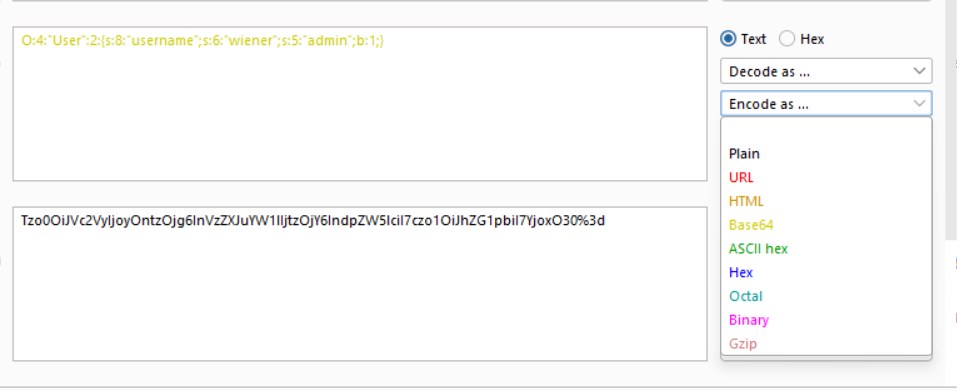 O:4:"User":2:{s:8:"username";s:6:"wiener";s:5:"admin";b:1;}
Text Hex
Decode as ...
Encode as ...
Plain
URL
HTML
Base64
ASCII hex
Hex
Octal
Binary
Gzip
Tzo0OiJVc2VyIjoyOntzOjg6InVzZXJuYW1lIjtzOjY6IndpZW5lciI7czo1OiJhZG1pbiI7YjoxO30%3d